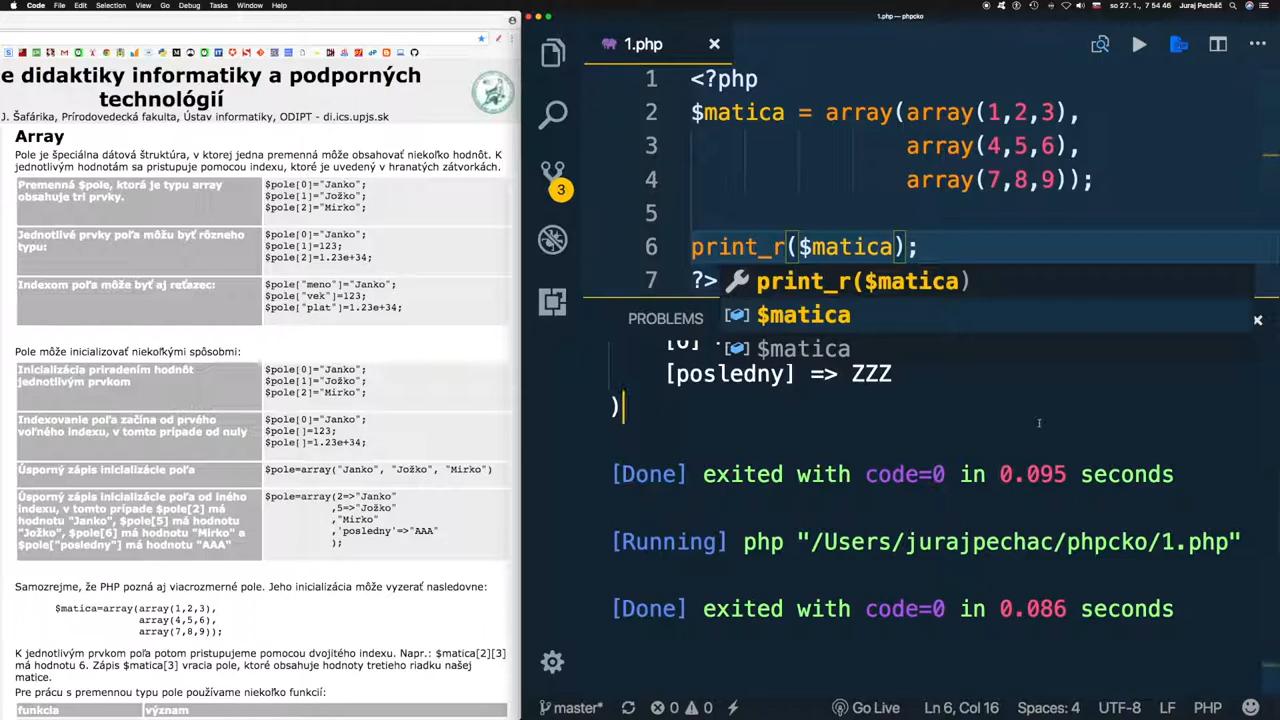 Code File Edit Selection View Go Debug Tasks Terminal Window Help
so 27.1., 7 54 46 Juraj Pecháč
1.php — phpcko
e didaktiky informatiky a podporných
technológií
J. Šafárika, Prírodovedecká fakulta, Ústav informatiky, ODIPT - di.ics.upjs.sk
Array
Pole je špeciálna dátová štruktúra, v ktorej jedna premenná môže obsahovať niekoľko hodnôt. K
jednotlivým hodnotám sa pristupuje pomocou indexu, ktoré je uvedený v hranatých zátvorkách.
Premenná $pole, ktorá je typu array
obsahuje tri prvky.
$pole[0]="Janko";
$pole[1]="Jožko";
$pole[2]="Mirko";
Jednotlivé prvky poľa môžu byť rôzneho
typu:
$pole[0]="Janko";
$pole[1]=123;
$pole[2]=1.23e+34;
Indexom poľa môže byť aj reťazec:
$pole["meno"]="Janko";
$pole["vek"]=123;
$pole["plat"]=1.23e+34;
Pole môže inicializovať niekoľkými spôsobmi:
Inicializácia priradením hodnôt
jednotlivým prvkom
$pole[0]="Janko";
$pole[1]="Jožko";
$pole[2]="Mirko";
Indexovanie poľa začína od prvého
voľného indexu, v tomto prípade od nuly
$pole[]="Janko";
$pole[]=123;
$pole[]=1.23e+34;
Úsporný zápis inicializácie poľa
$pole=array("Janko", "Jožko", "Mirko")
Úsporný zápis inicializácie poľa od iného
indexu, v tomto prípade $pole[2] má
hodnotu "Janko", $pole[5] má hodnotu
"Jožko", $pole[6] má hodnotu "Mirko" a
$pole["posledny"] má hodnotu "AAA"
$pole=array(2=>"Janko"
,5=>"Jožko"
,"Mirko"
,'posledny'=>"AAA"
);
Samozrejme, že PHP pozná aj viacrozmerné pole. Jeho inicializácia môže vyzerať nasledovne:
$matica=array(array(1,2,3),
array(4,5,6),
array(7,8,9));
K jednotlivým prvkom poľa potom pristupujeme pomocou dvojitého indexu. Napr.: $matica[2][3]
má hodnotu 6. Zápis $matica[3] vracia pole, ktoré obsahuje hodnoty tretieho riadku našej
matice.
Pre prácu s premennou typu pole používame niekoľko funkcií:
funkcia význam
1.php
1 <?php
2 $matica = array(array(1,2,3),
3 array(4,5,6),
4 array(7,8,9));
5
6 print_r($matica);
7 ?>
print_r($matica)
$matica
$matica
3
PROBLEMS
[posledny] => ZZZ
)
[Done] exited with code=0 in 0.095 seconds
[Running] php "/Users/jurajpechac/phpcko/1.php"
[Done] exited with code=0 in 0.086 seconds
master* 0 0 Go Live Ln 6, Col 16 Spaces: 4 UTF-8 LF PHP